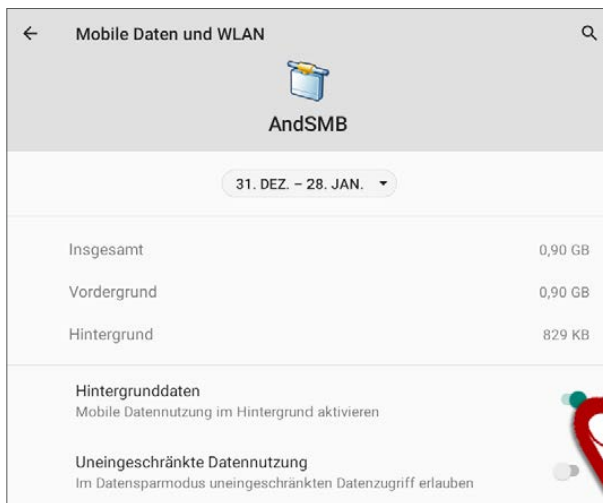 Mobile Daten und WLAN
AndSMB
31. DEZ. – 28. JAN.
Insgesamt 0,90 GB
Vordergrund 0,90 GB
Hintergrund 829 KB
Hintergrunddaten
Mobile Datennutzung im Hintergrund aktivieren
Uneingeschränkte Datennutzung
Im Datensparmodus uneingeschränkten Datenzugriff erlauben